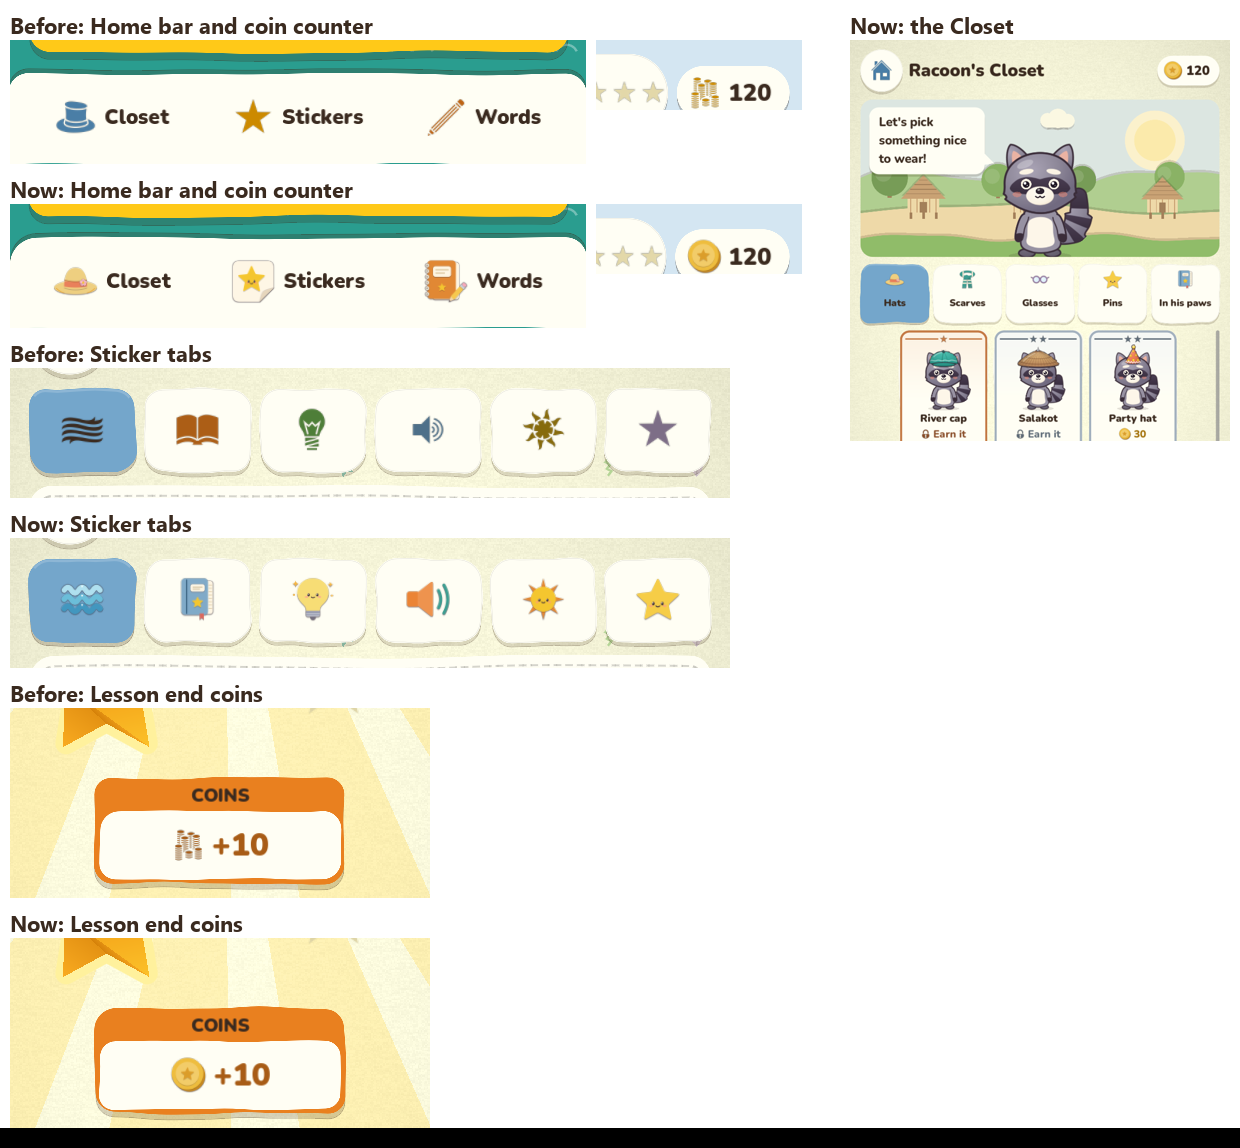 Before: Home bar and coin counter
Closet
Stickers
Words
120
Now: Home bar and coin counter
Closet
Stickers
Words
120
Before: Sticker tabs
Now: Sticker tabs
Before: Lesson end coins
COINS
+10
Now: Lesson end coins
COINS
+10
Now: the Closet
Racoon's Closet
120
Let's pick
something nice
to wear!
Hats
Scarves
Glasses
Pins
In his paws
River cap
Earn it
Salakot
Earn it
Party hat
30